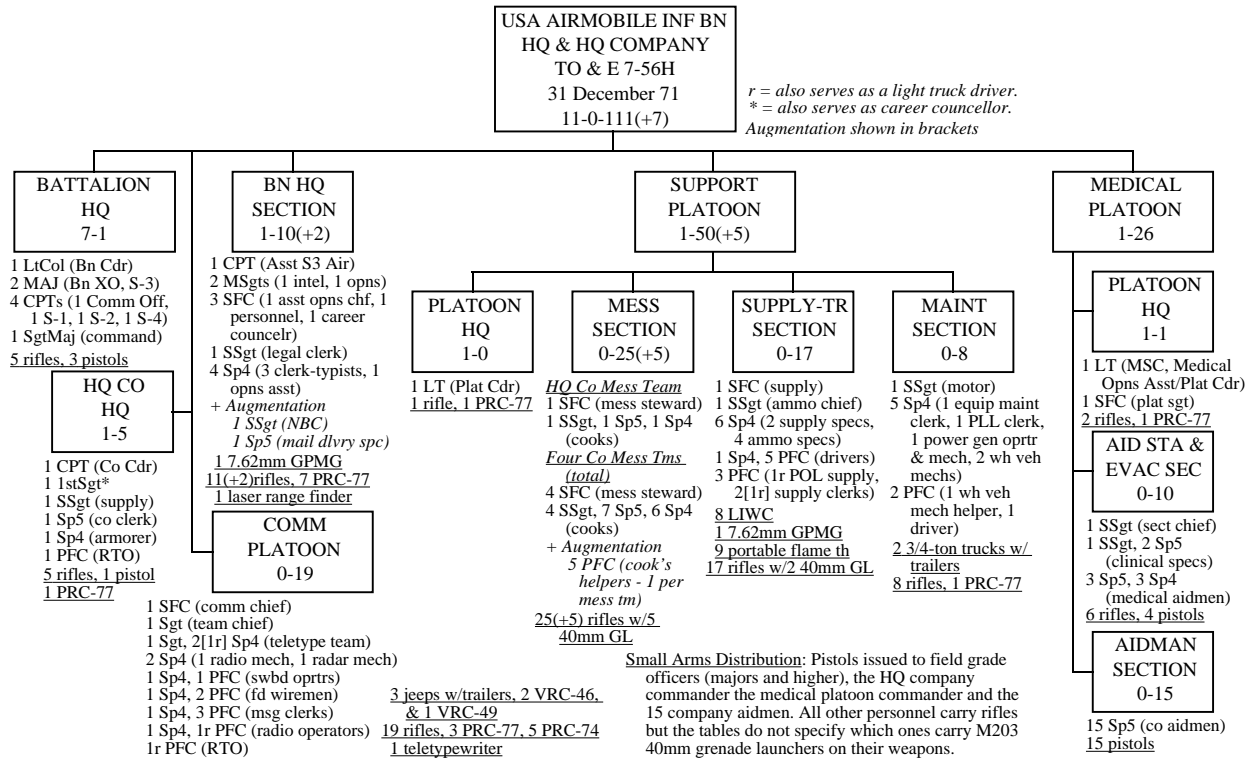 USA AIRMOBILE INF BN
HQ & HQ COMPANY
TO & E 7-56H
31 December 71
11-0-111(+7)
r = also serves as a light truck driver.
* = also serves as career councellor.
Augmentation shown in brackets
BATTALION
HQ
7-1
1 LtCol (Bn Cdr)
2 MAJ (Bn XO, S-3)
4 CPTs (1 Comm Off,
1 S-1, 1 S-2, 1 S-4)
1 SgtMaj (command)
5 rifles, 3 pistols
HQ CO
HQ
1-5
1 CPT (Co Cdr)
1 1stSgt*
1 SSgt (supply)
1 Sp5 (co clerk)
1 Sp4 (armorer)
1 PFC (RTO)
5 rifles, 1 pistol
1 PRC-77
BN HQ
SECTION
1-10(+2)
1 CPT (Asst S3 Air)
2 MSgts (1 intel, 1 opns)
3 SFC (1 asst opns chf, 1
personnel, 1 career
councelr)
1 SSgt (legal clerk)
4 Sp4 (3 clerk-typists, 1
opns asst)
+ Augmentation
1 SSgt (NBC)
1 Sp5 (mail dlvry spc)
1 7.62mm GPMG
11(+2)rifles, 7 PRC-77
1 laser range finder
COMM
PLATOON
0-19
1 SFC (comm chief)
1 Sgt (team chief)
1 Sgt, 2[1r] Sp4 (teletype team)
2 Sp4 (1 radio mech, 1 radar mech)
1 Sp4, 1 PFC (swbd oprtrs)
1 Sp4, 2 PFC (fd wiremen)
1 Sp4, 3 PFC (msg clerks)
1 Sp4, 1r PFC (radio operators)
1r PFC (RTO)
3 jeeps w/trailers, 2 VRC-46,
& 1 VRC-49
19 rifles, 3 PRC-77, 5 PRC-74
1 teletypewriter
SUPPORT
PLATOON
1-50(+5)
PLATOON
HQ
1-0
1 LT (Plat Cdr)
1 rifle, 1 PRC-77
MESS
SECTION
0-25(+5)
HQ Co Mess Team
1 SFC (mess steward)
1 SSgt, 1 Sp5, 1 Sp4
(cooks)
Four Co Mess Tms
(total)
4 SFC (mess steward)
4 SSgt, 7 Sp5, 6 Sp4
(cooks)
+ Augmentation
5 PFC (cook's
helpers - 1 per
mess tm)
25(+5) rifles w/5
40mm GL
SUPPLY-TR
SECTION
0-17
1 SFC (supply)
1 SSgt (ammo chief)
6 Sp4 (2 supply specs,
4 ammo specs)
1 Sp4, 5 PFC (drivers)
3 PFC (1r POL supply,
2[1r] supply clerks)
8 LIWC
1 7.62mm GPMG
9 portable flame th
17 rifles w/2 40mm GL
MAINT
SECTION
0-8
1 SSgt (motor)
5 Sp4 (1 equip maint
clerk, 1 PLL clerk,
1 power gen oprtr
& mech, 2 wh veh
mechs)
2 PFC (1 wh veh
mech helper, 1
driver)
2 3/4-ton trucks w/
trailers
8 rifles, 1 PRC-77
MEDICAL
PLATOON
1-26
PLATOON
HQ
1-1
1 LT (MSC, Medical
Opns Asst/Plat Cdr)
1 SFC (plat sgt)
2 rifles, 1 PRC-77
AID STA &
EVAC SEC
0-10
1 SSgt (sect chief)
1 SSgt, 2 Sp5
(clinical specs)
3 Sp5, 3 Sp4
(medical aidmen)
6 rifles, 4 pistols
AIDMAN
SECTION
0-15
15 Sp5 (co aidmen)
15 pistols
Small Arms Distribution: Pistols issued to field grade
officers (majors and higher), the HQ company
commander the medical platoon commander and the
15 company aidmen. All other personnel carry rifles
but the tables do not specify which ones carry M203
40mm grenade launchers on their weapons.